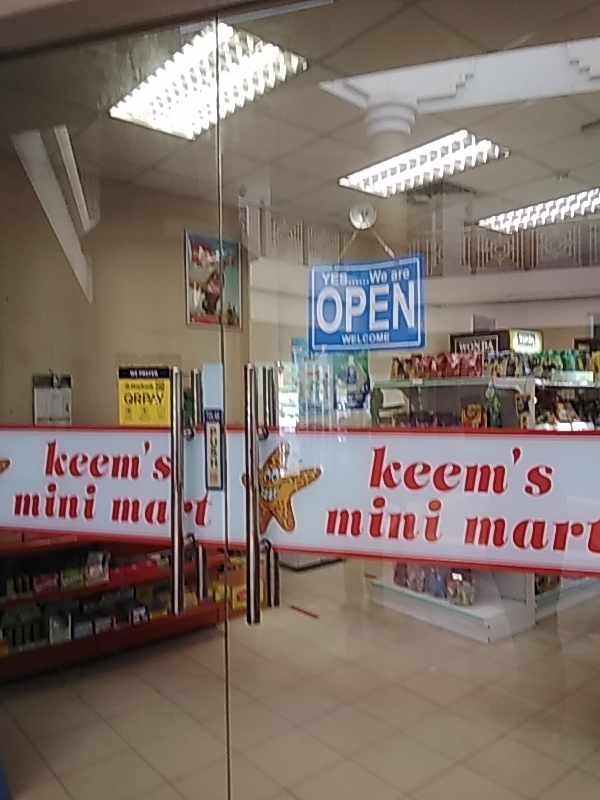 YES......We are
OPEN
WELCOME
WONDA
WE PREFER
QRPAY
PUSH
keem's
mini mart
keem's
mini mart